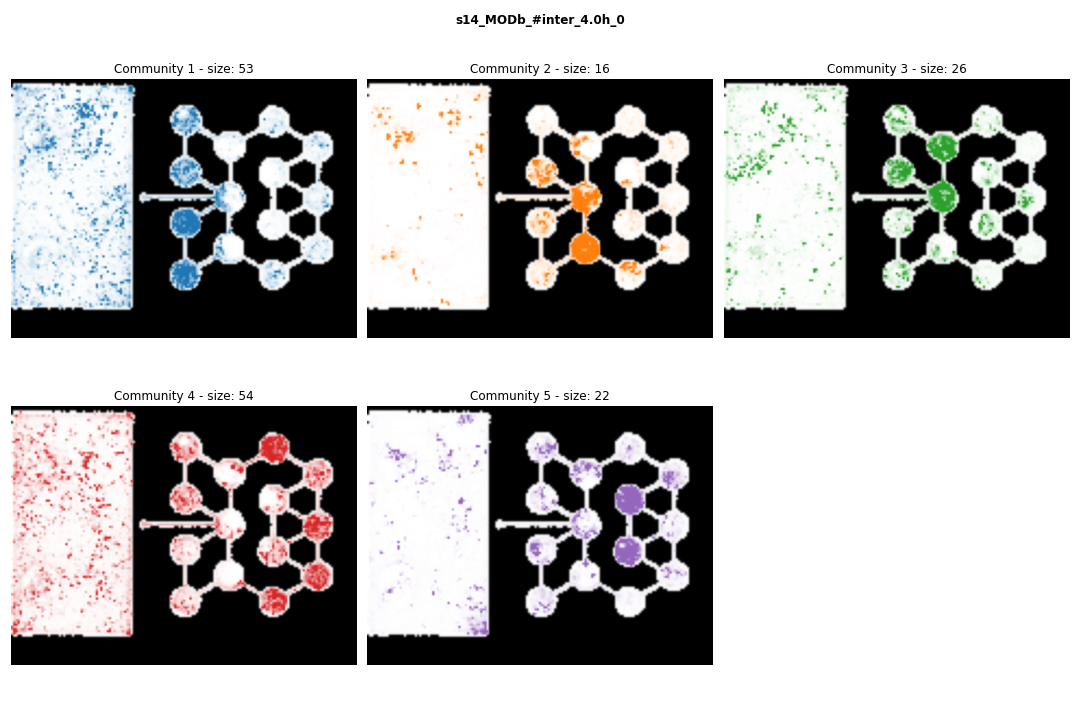 s14_MODb_#inter_4.0h_0
Community 1 - size: 53
Community 2 - size: 16
Community 3 - size: 26
Community 4 - size: 54
Community 5 - size: 22